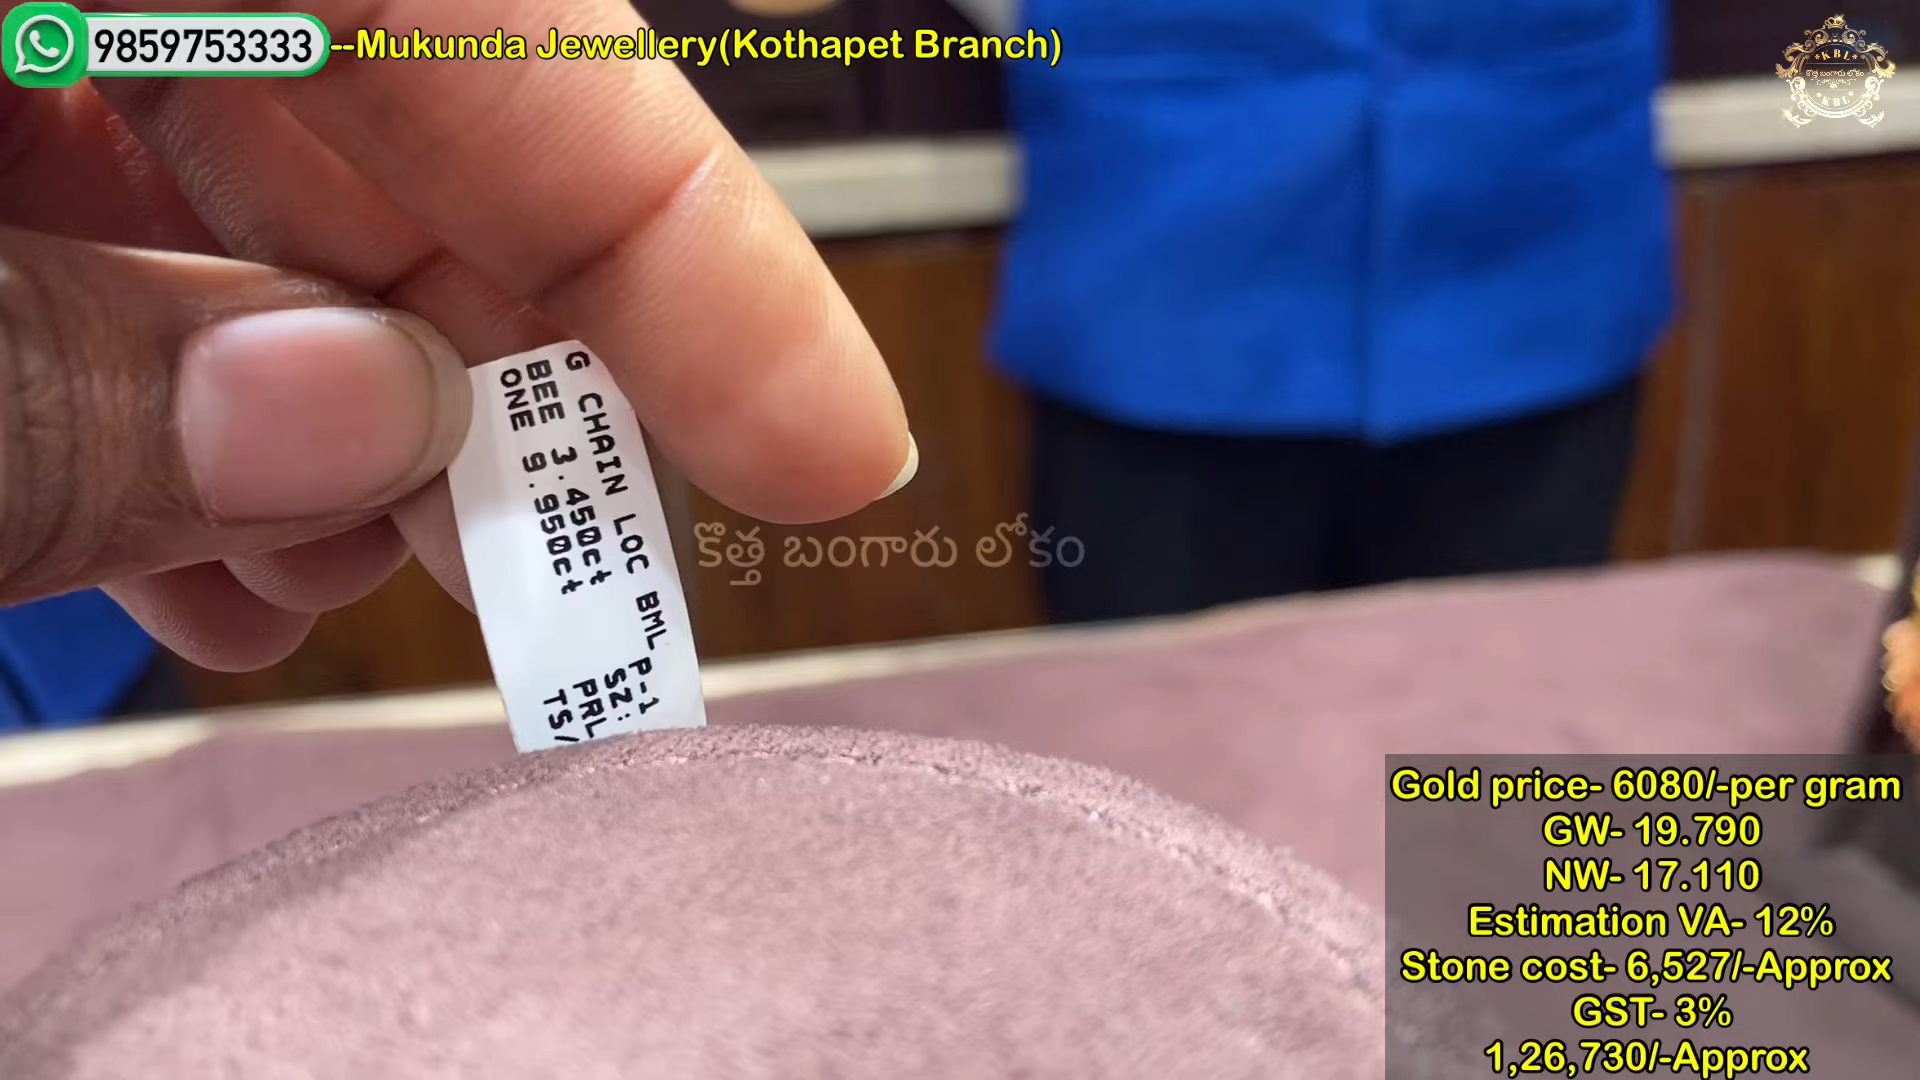 9859753333 --Mukunda Jewellery(Kothapet Branch)
KBL
కొత్త బంగారు లోకం
KBL
G CHAIN LOC BML P-1
BEE 3.450ct SZ:
ONE 9.950ct PRL
TS/
కొత్త బంగారు లోకం
Gold price- 6080/-per gram
GW- 19.790
NW- 17.110
Estimation VA- 12%
Stone cost- 6,527/-Approx
GST- 3%
1,26,730/-Approx